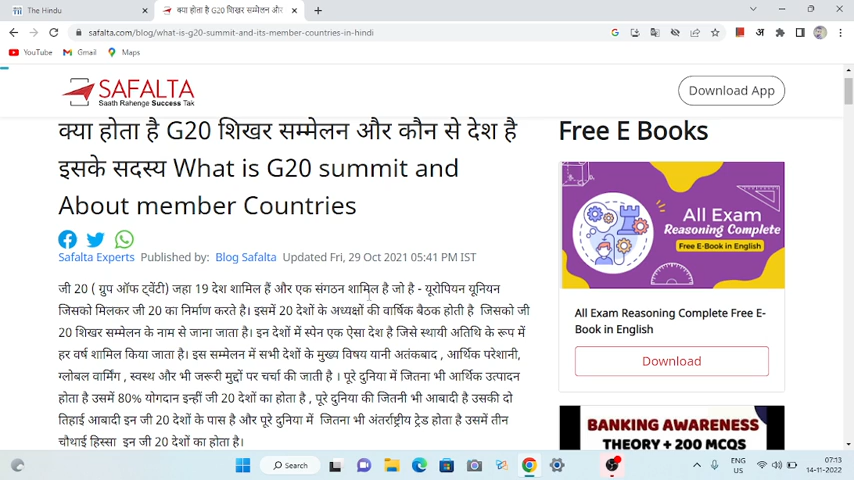 The Hindu
क्या होता है G20 शिखर सम्मेलन और
safalta.com/blog/what-is-g20-summit-and-its-member-countries-in-hindi
YouTube
Gmail
Maps
SAFALTA
Saath Rahenge Success Tak
Download App
क्या होता है G20 शिखर सम्मेलन और कौन से देश है
इसके सदस्य What is G20 summit and
About member Countries
Safalta Experts Published by: Blog Safalta Updated Fri, 29 Oct 2021 05:41 PM IST
जी 20 ( ग्रुप ऑफ ट्वेंटी) जहा 19 देश शामिल हैं और एक संगठन शामिल है जो है - यूरोपियन यूनियन
जिसको मिलकर जी 20 का निर्माण करते है। इसमें 20 देशों के अध्यक्षों की वार्षिक बैठक होती है जिसको जी
20 शिखर सम्मेलन के नाम से जाना जाता है। इन देशों में स्पेन एक ऐसा देश है जिसे स्थायी अतिथि के रूप में
हर वर्ष शामिल किया जाता है। इस सम्मेलन में सभी देशों के मुख्य विषय यानी अतंकबाद , आर्थिक परेशानी,
ग्लोबल वार्मिंग , स्वस्थ और भी जरूरी मुद्दों पर चर्चा की जाती है । पूरे दुनिया में जितना भी आर्थिक उत्पादन
होता है उसमें 80% योगदान इन्हीं जी 20 देशों का होता है , पूरे दुनिया की जितनी भी आबादी है उसकी दो
तिहाई आबादी इन जी 20 देशों के पास है और पूरे दुनिया में जितना भी अंतर्राष्ट्रीय ट्रेड होता है उसमें तीन
चौथाई हिस्सा इन जी 20 देशों का होता है।
Free E Books
All Exam
Reasoning Complete
Free E-Book in English
All Exam Reasoning Complete Free E-
Book in English
Download
BANKING AWARENESS
THEORY + 200 MCQS
Search
ENG
US
07:13
14-11-2022